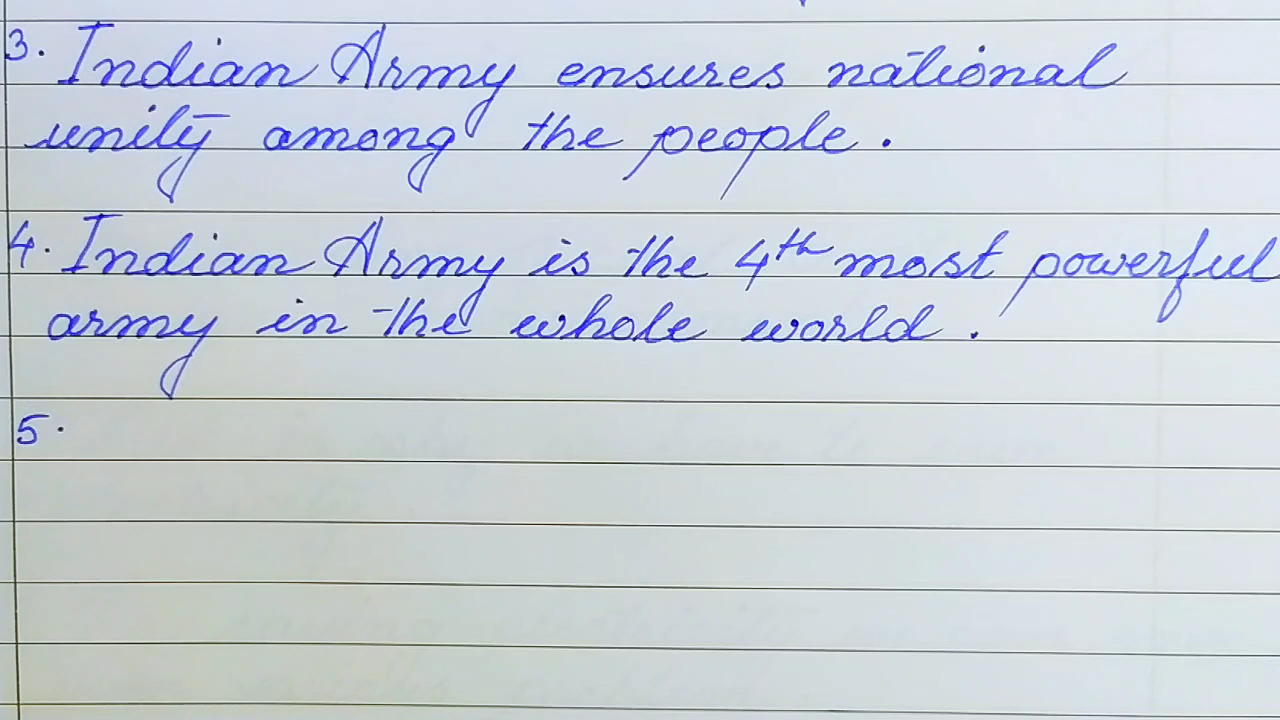 3. Indian Army ensures national
unity among the people.
4. Indian Army is the 4th most powerful
army in the whole world.
5.